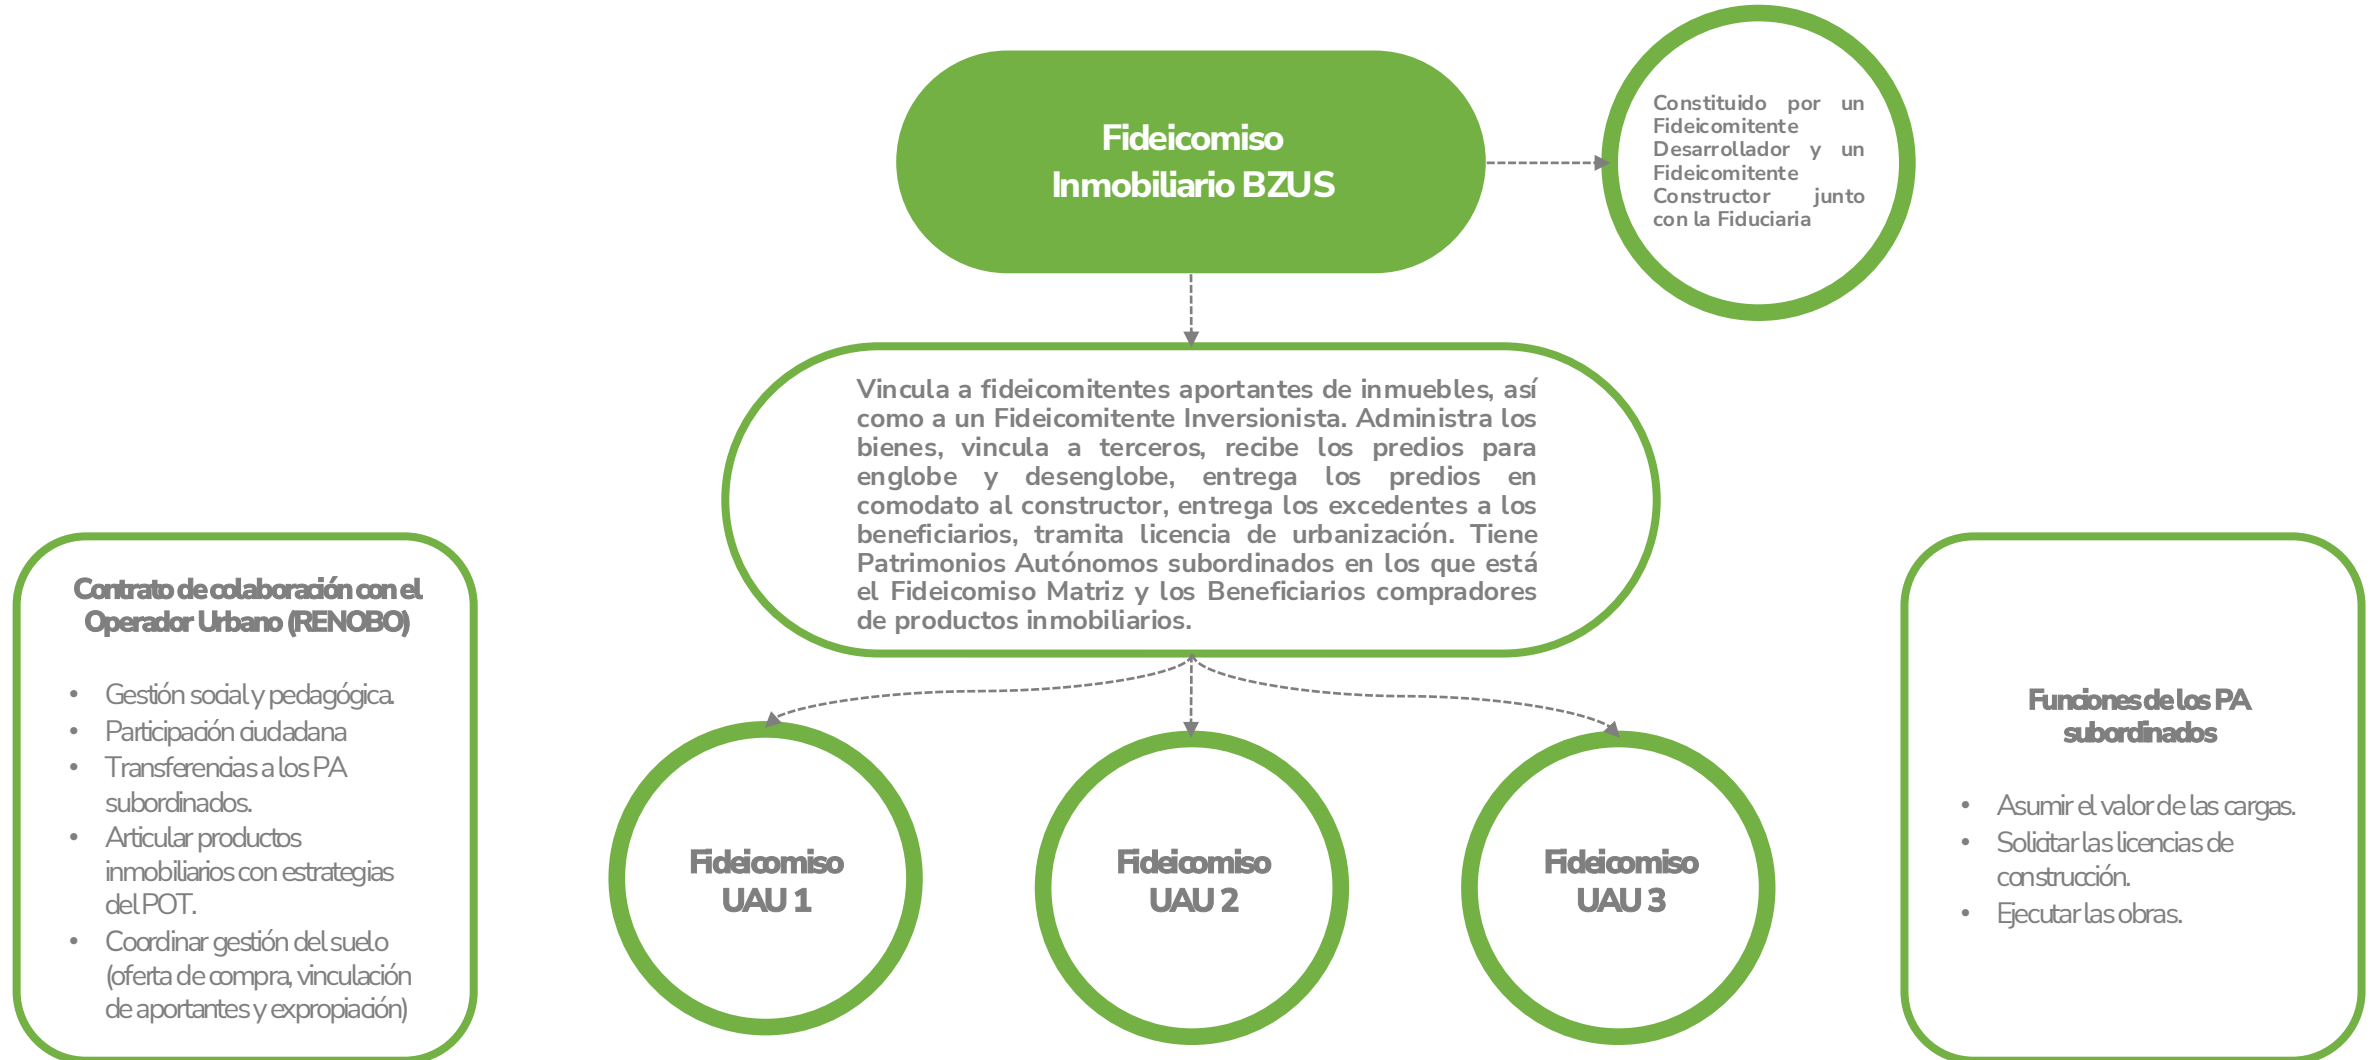 Fideicomiso
Inmobiliario BZUS
Constituido por un
Fideicomitente
Desarrollador y un
Fideicomitente
Constructor junto
con la Fiduciaria
Vincula a fideicomitentes aportantes de inmuebles, así
como a un Fideicomitente Inversionista. Administra los
bienes, vincula a terceros, recibe los predios para
englobe y desenglobe, entrega los predios en
comodato al constructor, entrega los excedentes a los
beneficiarios, tramita licencia de urbanización. Tiene
Patrimonios Autónomos subordinados en los que está
el Fideicomiso Matriz y los Beneficiarios compradores
de productos inmobiliarios.
Contrato de colaboración con el
Operador Urbano (RENOBO)
• Gestión social y pedagógica.
• Participación ciudadana
• Transferencias a los PA
subordinados.
• Articular productos
inmobiliarios con estrategias
del POT.
• Coordinar gestión del suelo
(oferta de compra, vinculación
de aportantes y expropiación)
Fideicomiso
UAU 1
Fideicomiso
UAU 2
Fideicomiso
UAU 3
Funciones de los PA
subordinados
• Asumir el valor de las cargas.
• Solicitar las licencias de
construcción.
• Ejecutar las obras.